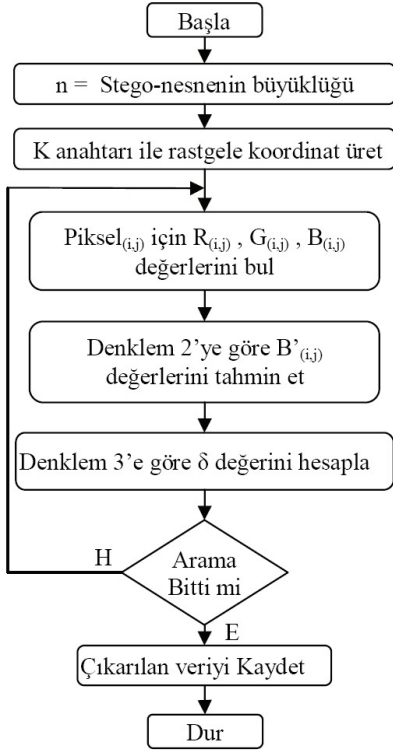 Başla
n = Stego-nesnenin büyüklüğü
K anahtarı ile rastgele koordinat üret
Piksel(i,j) için R(i,j) , G(i,j) , B(i,j)
değerlerini bul
Denklem 2’ye göre B’(i,j)
değerlerini tahmin et
Denklem 3’e göre δ değerini hesapla
H
Arama
Bitti mi
E
Çıkarılan veriyi Kaydet
Dur